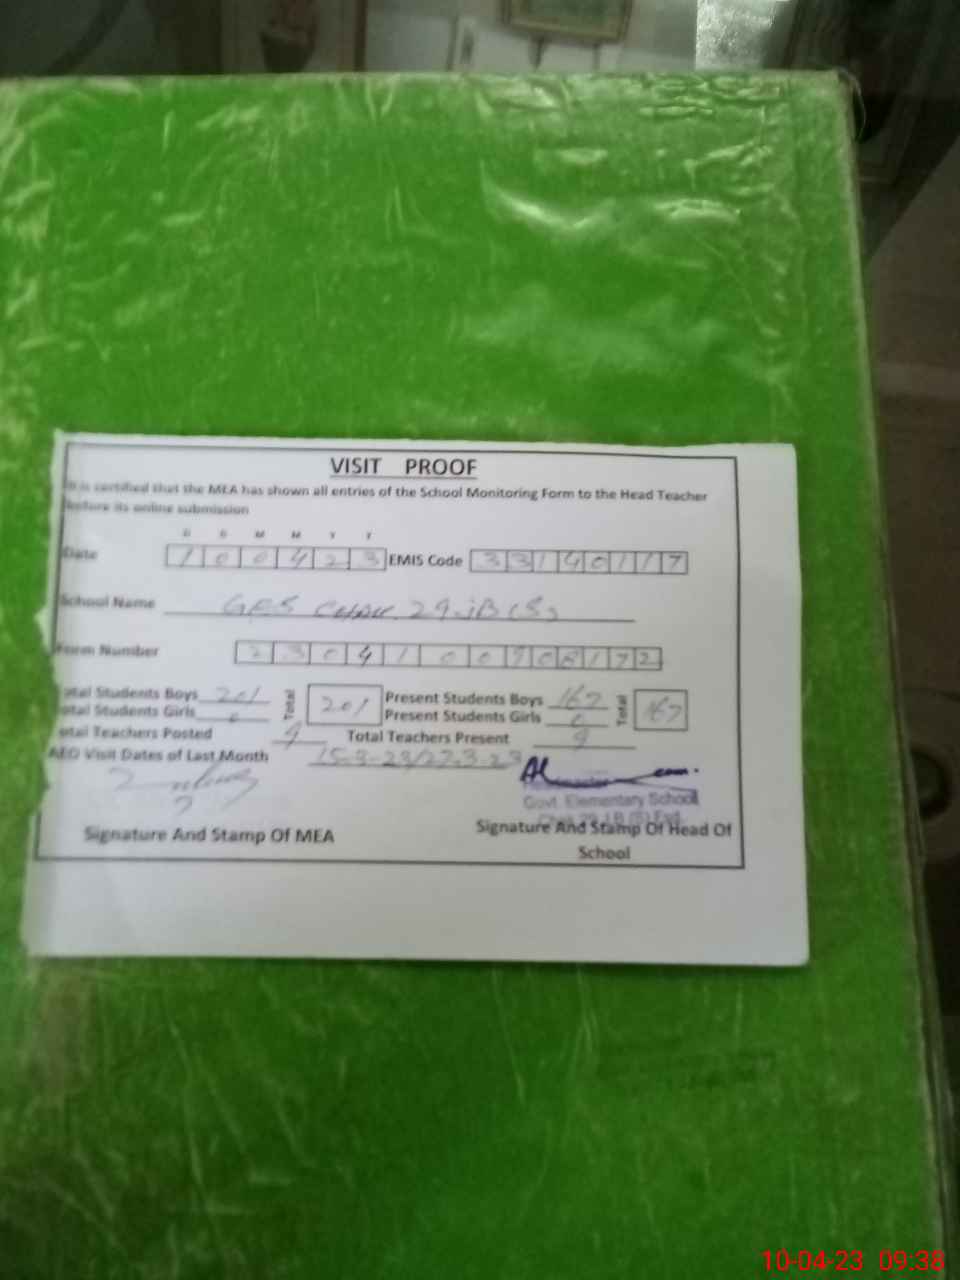 VISIT PROOF
It is certified that the MEA has shown all entries of the School Monitoring Form to the Head Teacher
before its online submission
D D M M Y Y
Date 1 0 0 4 2 3 EMIS Code 3 3 1 4 0 1 1 7
School Name GES CHAK 29.JB (S)
Form Number 2 3 0 4 1 0 0 9 0 8 1 7 2
otal Students Boys 201 Total 201 Present Students Boys 167 Total 167
otal Students Girls 0 Present Students Girls 0
otal Teachers Posted 9 Total Teachers Present 9
AEO Visit Dates of Last Month 15-3-23/27.3-23
Headmaster
Govt. Elementary School
Signature And Stamp Of MEA Signature And Stamp Of Head Of
School
10-04-23 09:38